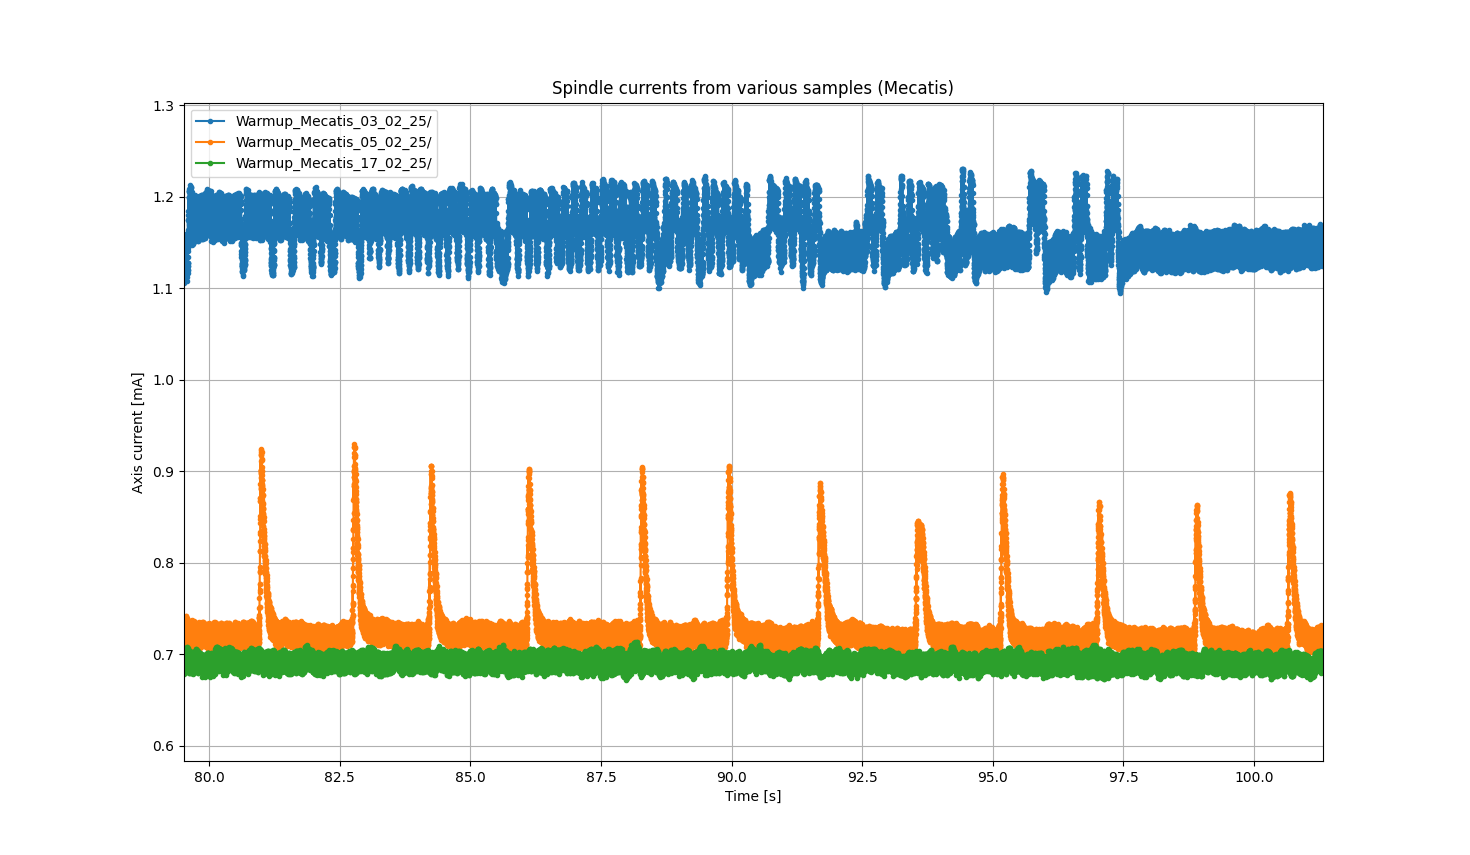 Spindle currents from various samples (Mecatis)
1.3
Warmup_Mecatis_03_02_25/
Warmup_Mecatis_05_02_25/
Warmup_Mecatis_17_02_25/
1.2
1.1
1.0
Axis current [mA]
0.9
0.8
0.7
0.6
80.0 82.5 85.0 87.5 90.0 92.5 95.0 97.5 100.0
Time [s]